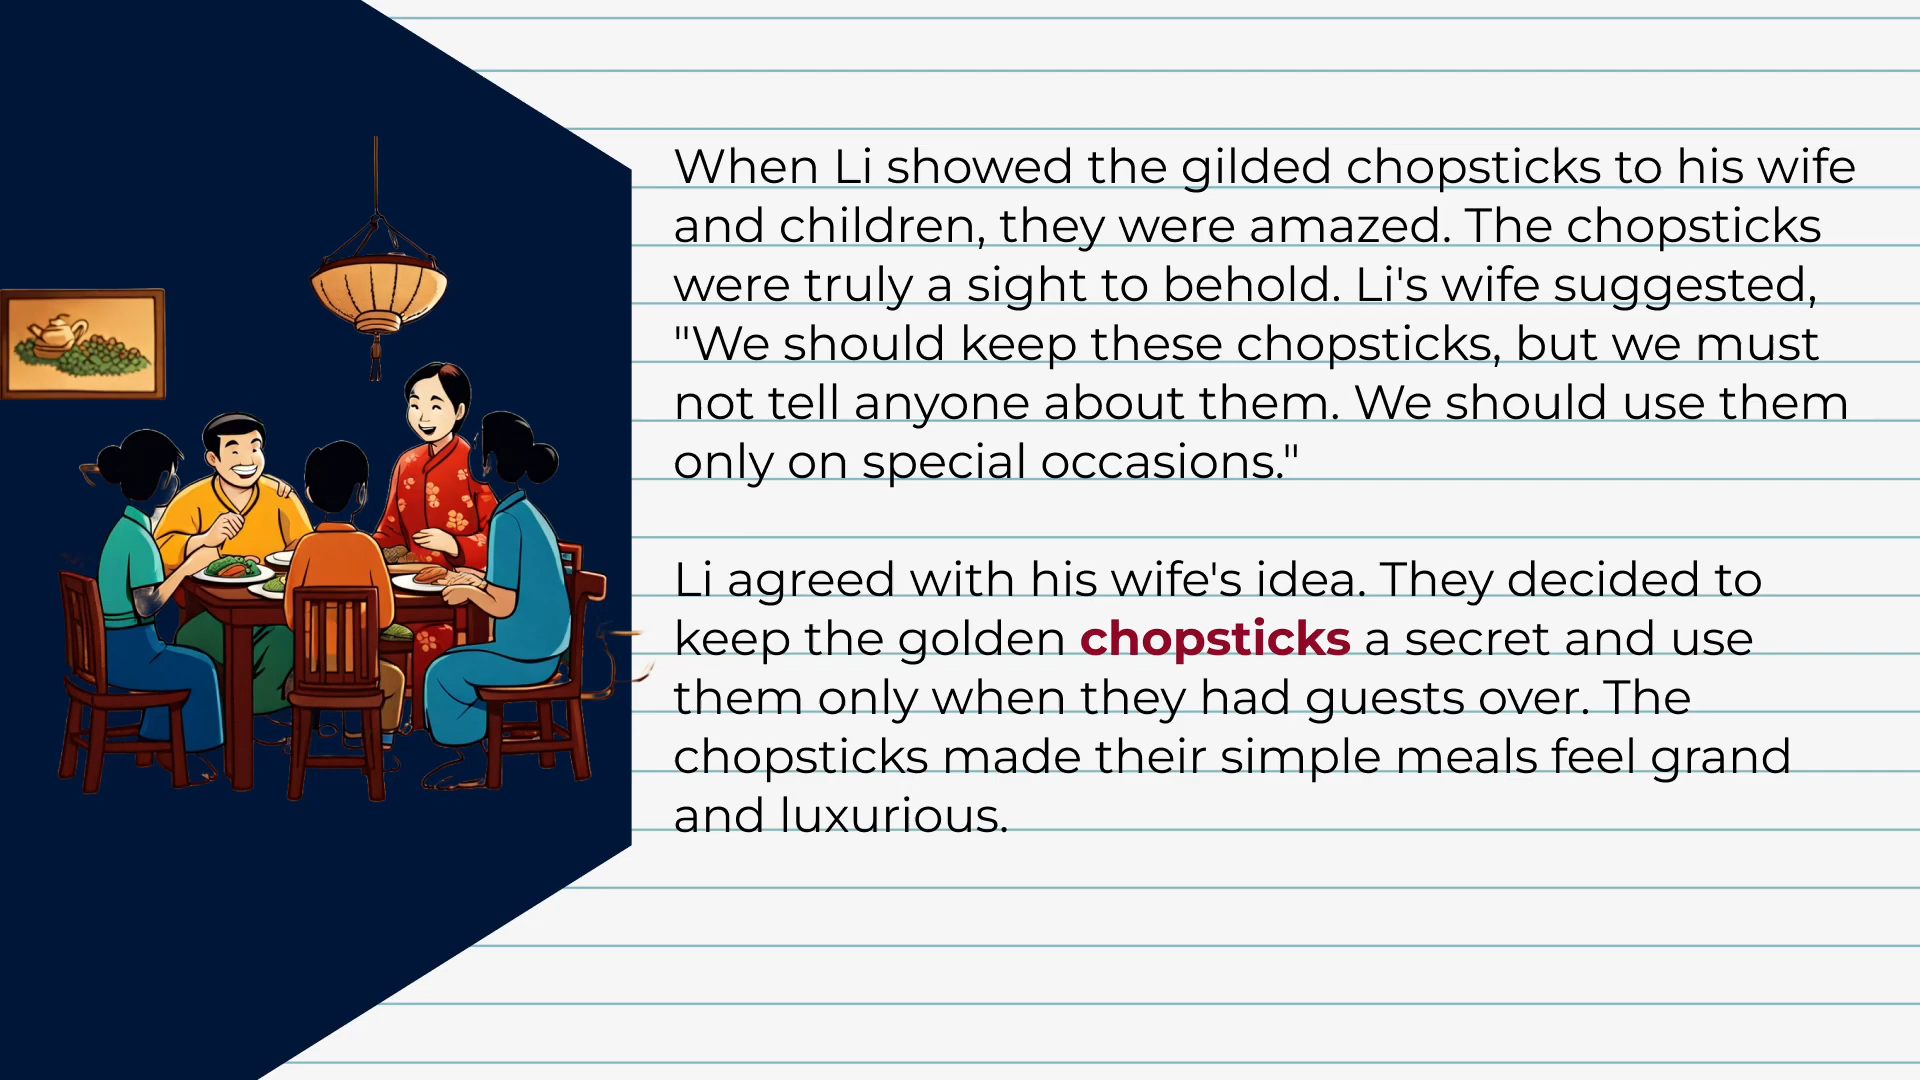 When Li showed the gilded chopsticks to his wife
and children, they were amazed. The chopsticks
were truly a sight to behold. Li's wife suggested,
"We should keep these chopsticks, but we must
not tell anyone about them. We should use them
only on special occasions."
Li agreed with his wife's idea. They decided to
keep the golden chopsticks a secret and use
them only when they had guests over. The
chopsticks made their simple meals feel grand
and luxurious.